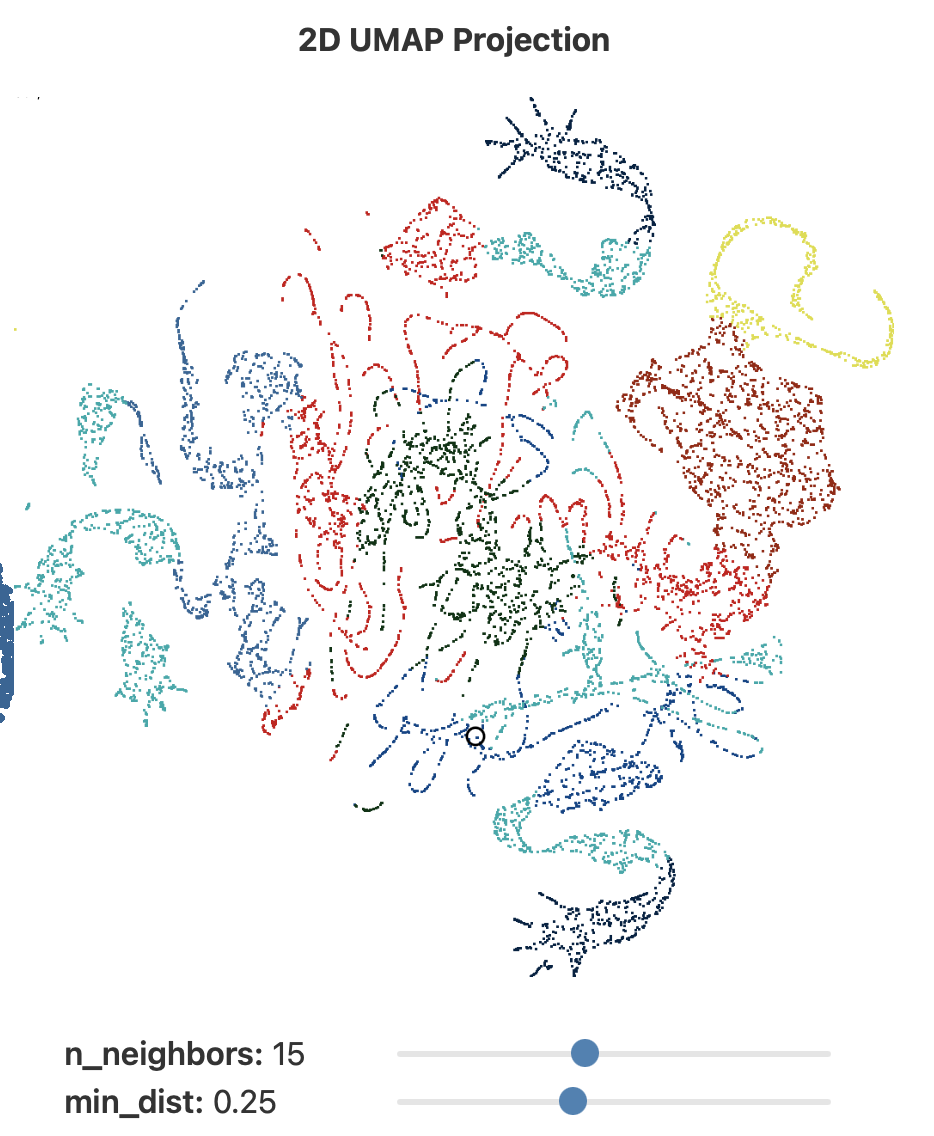 2D UMAP Projection
n_neighbors: 15
min_dist: 0.25